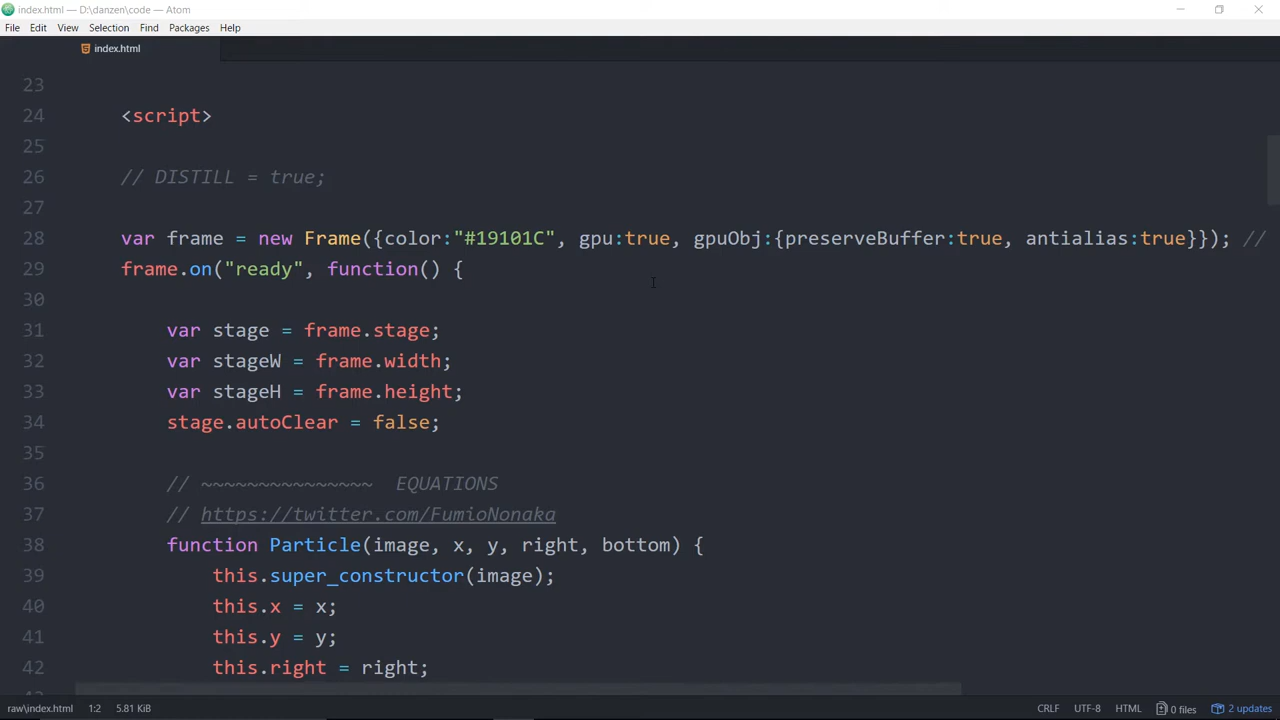 index.html — D:\danzen\code — Atom
File Edit View Selection Find Packages Help
index.html
23
24 <script>
25
26 // DISTILL = true;
27
28 var frame = new Frame({color:"#19101C", gpu:true, gpuObj:{preserveBuffer:true, antialias:true}}); //
29 frame.on("ready", function() {
30
31 var stage = frame.stage;
32 var stageW = frame.width;
33 var stageH = frame.height;
34 stage.autoClear = false;
35
36 // ~~~~~~~~~~~~~~~ EQUATIONS
37 // https://twitter.com/FumioNonaka
38 function Particle(image, x, y, right, bottom) {
39 this.super_constructor(image);
40 this.x = x;
41 this.y = y;
42 this.right = right;
raw\index.html 1:2 5.81 KiB CRLF UTF-8 HTML 0 files 2 updates